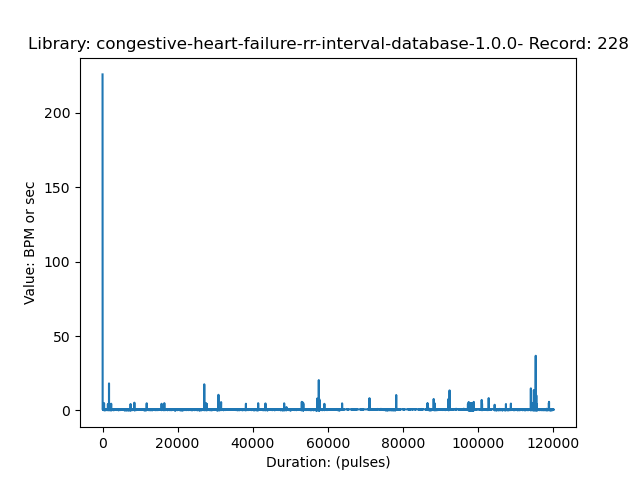 Library: congestive-heart-failure-rr-interval-database-1.0.0- Record: 228
Value: BPM or sec
200
150
100
50
0
0 20000 40000 60000 80000 100000 120000
Duration: (pulses)